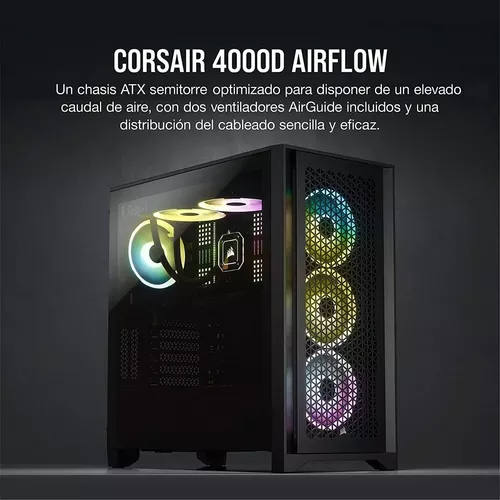 CORSAIR 4000D AIRFLOW
Un chasis ATX semitorre optimizado para disponer de un elevado
caudal de aire, con dos ventiladores AirGuide incluidos y una
distribución del cableado sencilla y eficaz.